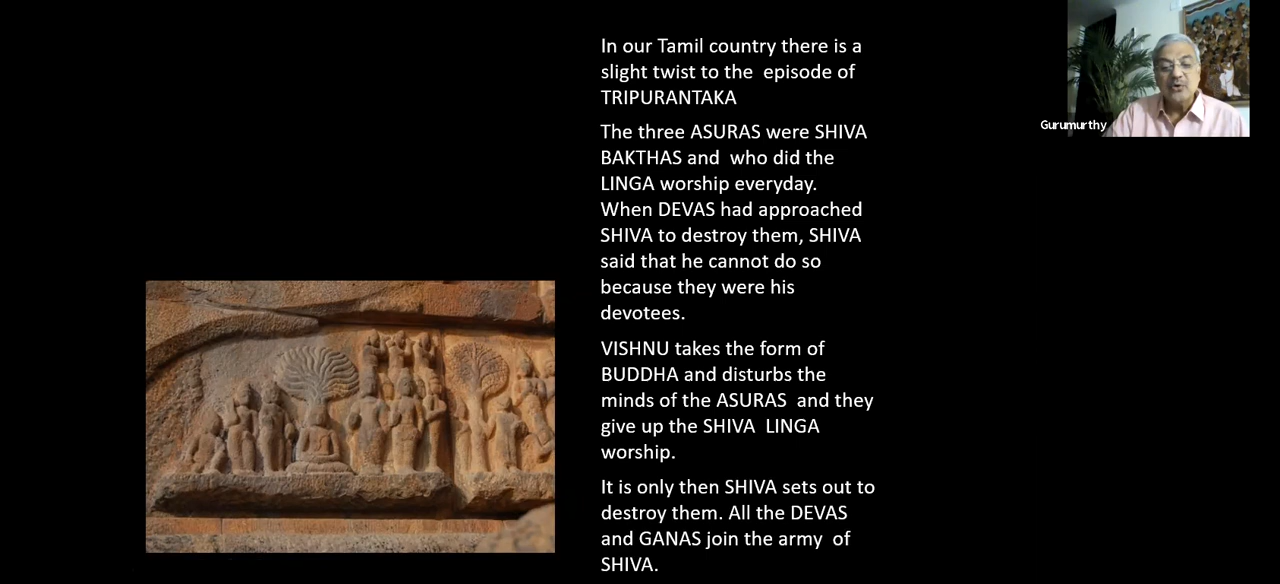 In our Tamil country there is a
slight twist to the  episode of
TRIPURANTAKA
The three ASURAS were SHIVA
BAKTHAS and  who did the
LINGA worship everyday.
When DEVAS had approached
SHIVA to destroy them, SHIVA
said that he cannot do so
because they were his
devotees.
VISHNU takes the form of
BUDDHA and disturbs the
minds of the ASURAS  and they
give up the SHIVA  LINGA
worship.
It is only then SHIVA sets out to
destroy them. All the DEVAS
and GANAS join the army  of
SHIVA.
Gurumurthy